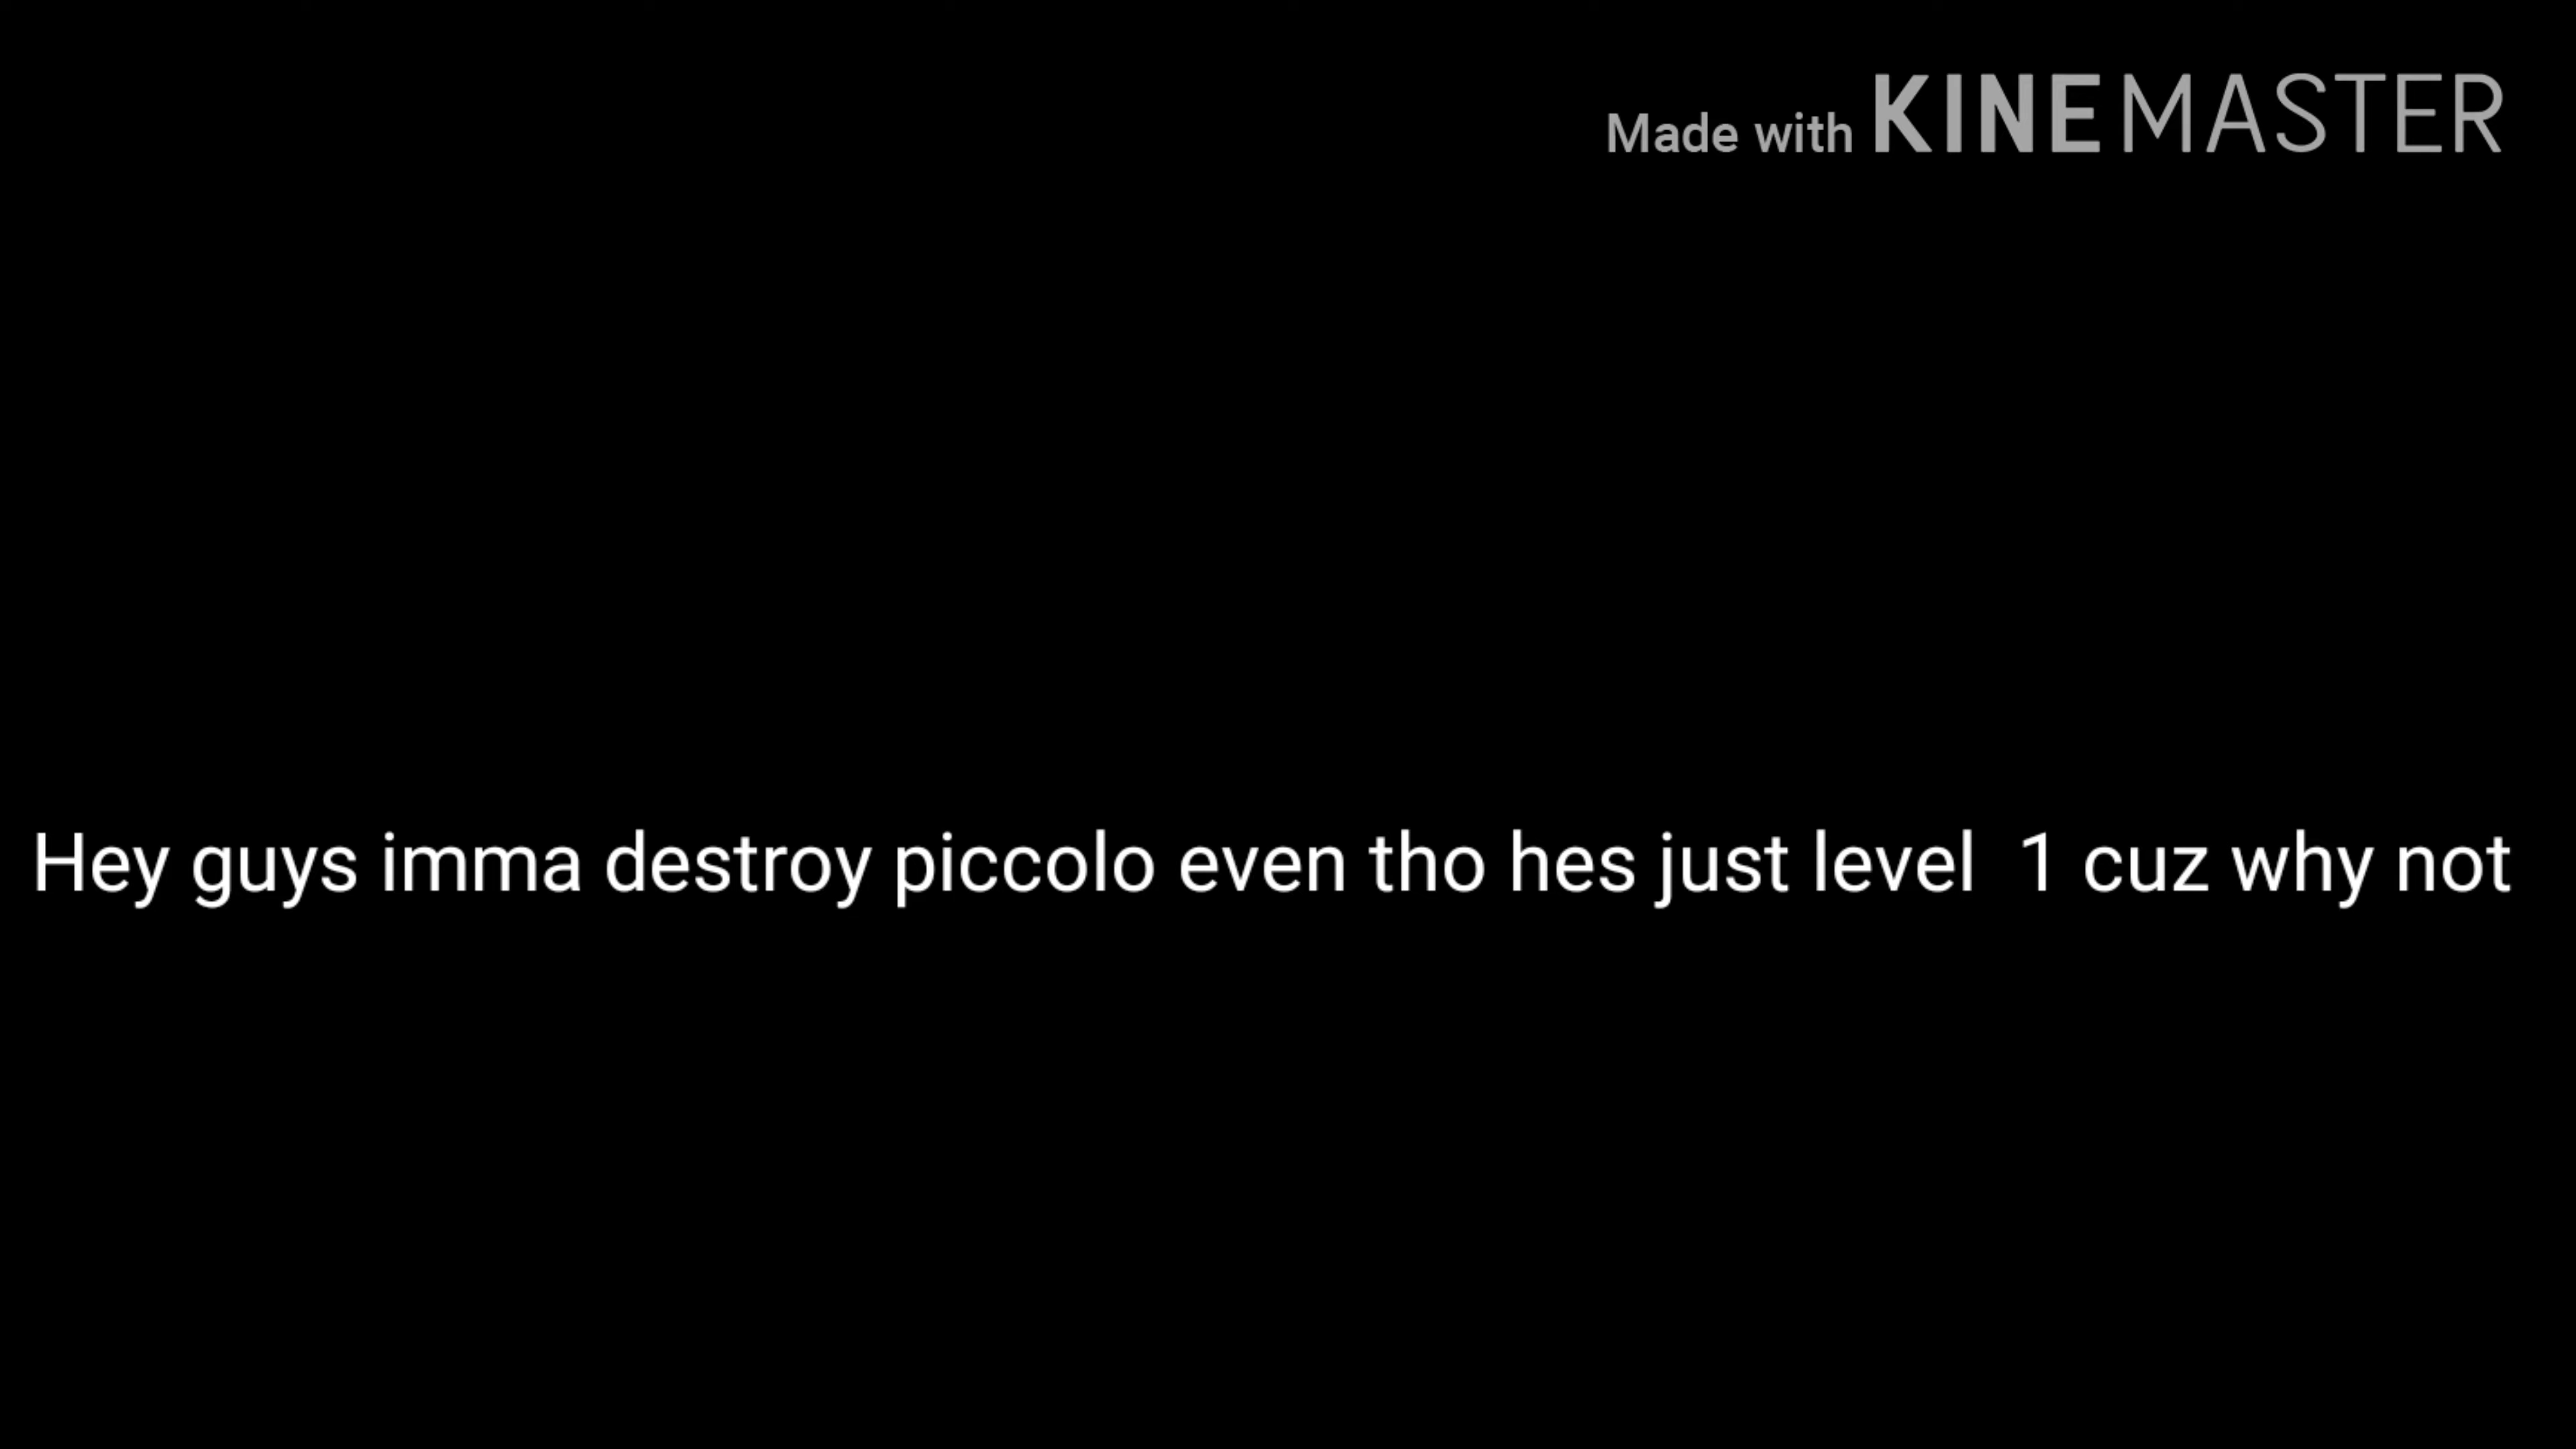 Made with KINEMASTER
Hey guys imma destroy piccolo even tho hes just level  1 cuz why not